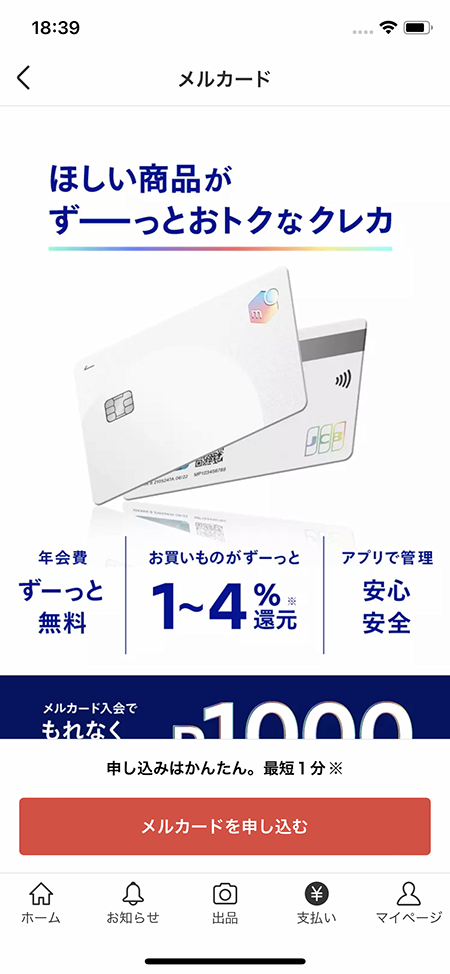 18:39
メルカード
ほしい商品が
ずーーっとおトクなクレカ
m
JCB
年会費
ずーっと
無料
お買いものがずーっと
1~4%※
還元
アプリで管理
安心
安全
メルカード入会で
もれなく
P1000
申し込みはかんたん。最短1分※
メルカードを申し込む
ホーム
お知らせ
出品
支払い
マイページ